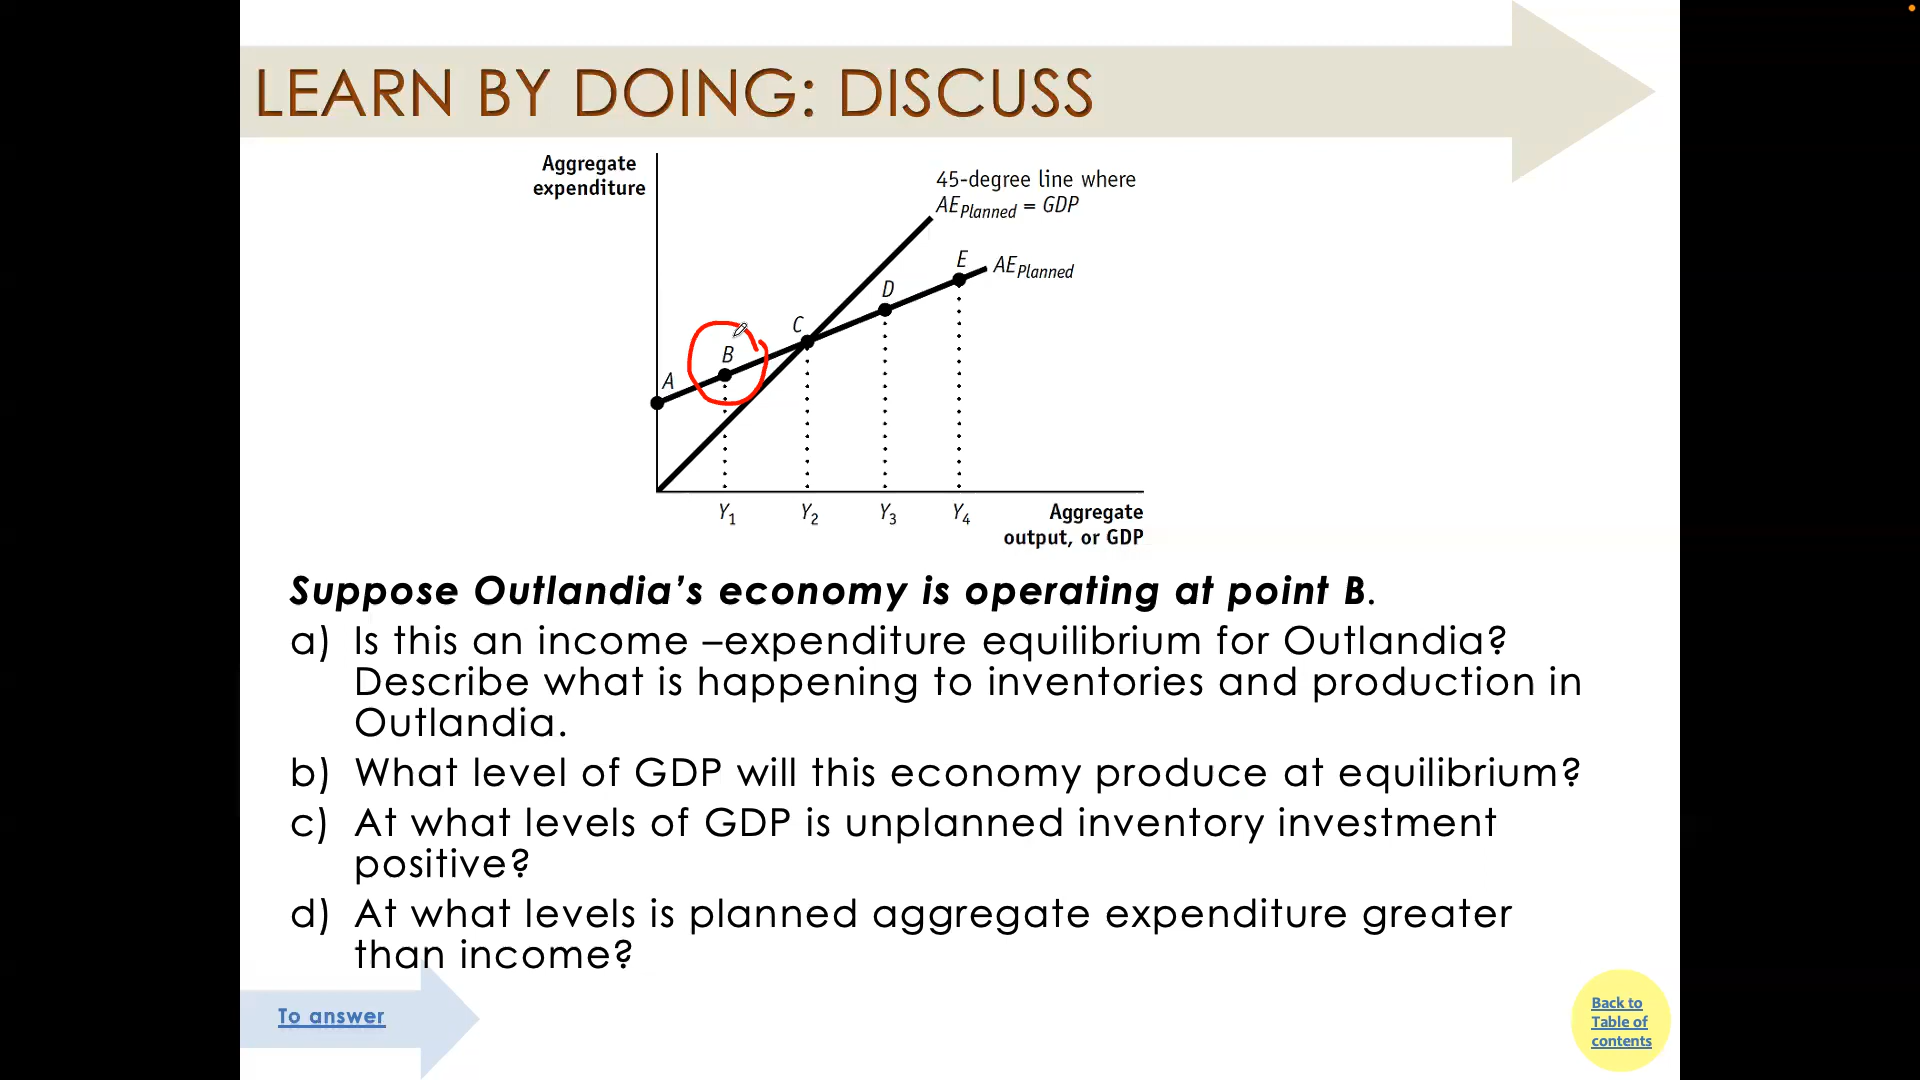 LEARN BY DOING: DISCUSS
Aggregate
expenditure
45-degree line where
AEPlanned = GDP
E
AEPlanned
D
C
B
A
Y1 Y2 Y3 Y4 Aggregate
output, or GDP
Suppose Outlandia’s economy is operating at point B.
a) Is this an income –expenditure equilibrium for Outlandia?
Describe what is happening to inventories and production in
Outlandia.
b) What level of GDP will this economy produce at equilibrium?
c) At what levels of GDP is unplanned inventory investment
positive?
d) At what levels is planned aggregate expenditure greater
than income?
To answer
Back to
Table of
contents